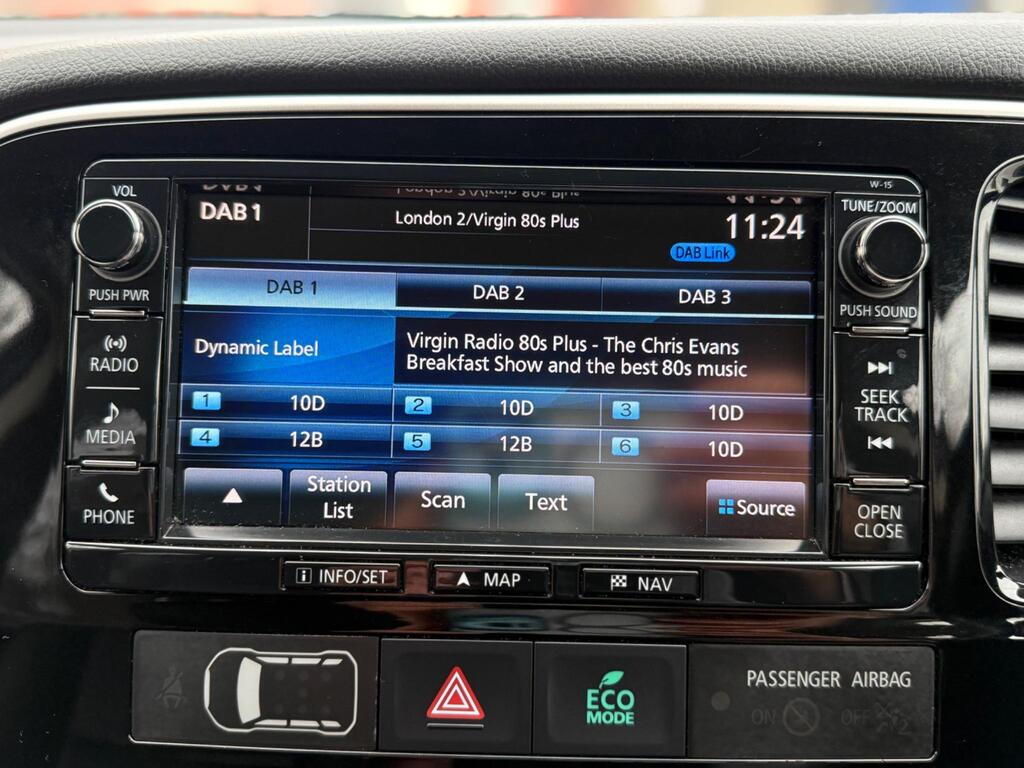 VOL
W-15
TUNE/ZOOM
DAB 1
London 2/Virgin 80s Plus
11:24
DAB Link
PUSH PWR
DAB 1
DAB 2
DAB 3
PUSH SOUND
RADIO
Dynamic Label
Virgin Radio 80s Plus - The Chris Evans
Breakfast Show and the best 80s music
SEEK
TRACK
1 10D
2 10D
3 10D
MEDIA
4 12B
5 12B
6 10D
PHONE
Station
List
Scan
Text
Source
OPEN
CLOSE
i INFO/SET
MAP
NAV
ECO
MODE
PASSENGER AIRBAG
ON
OFF